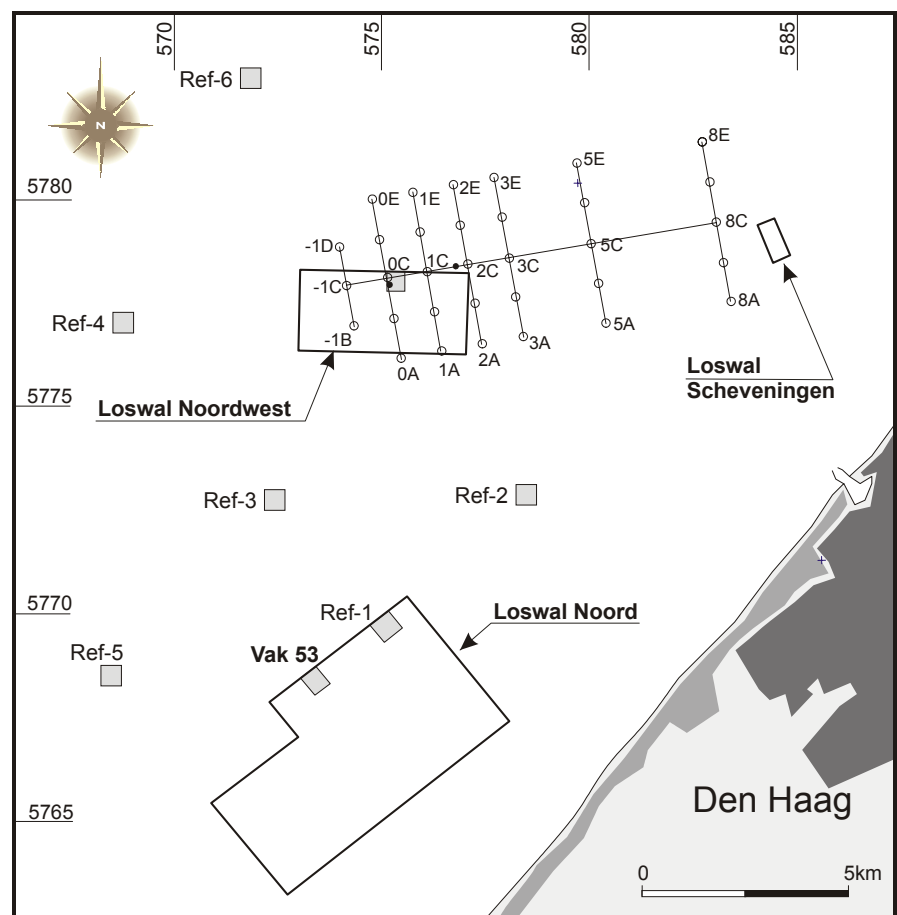 570
575
580
585
Ref-6
N
5780
8E
5E
3E
2E
1E
0E
-1D
8C
5C
3C
2C
1C
0C
-1C
8A
5A
3A
2A
1A
0A
-1B
Ref-4
Loswal
Scheveningen
5775
Loswal Noordwest
Ref-3
Ref-2
5770
Ref-1
Loswal Noord
Ref-5
Vak 53
5765
Den Haag
0
5km